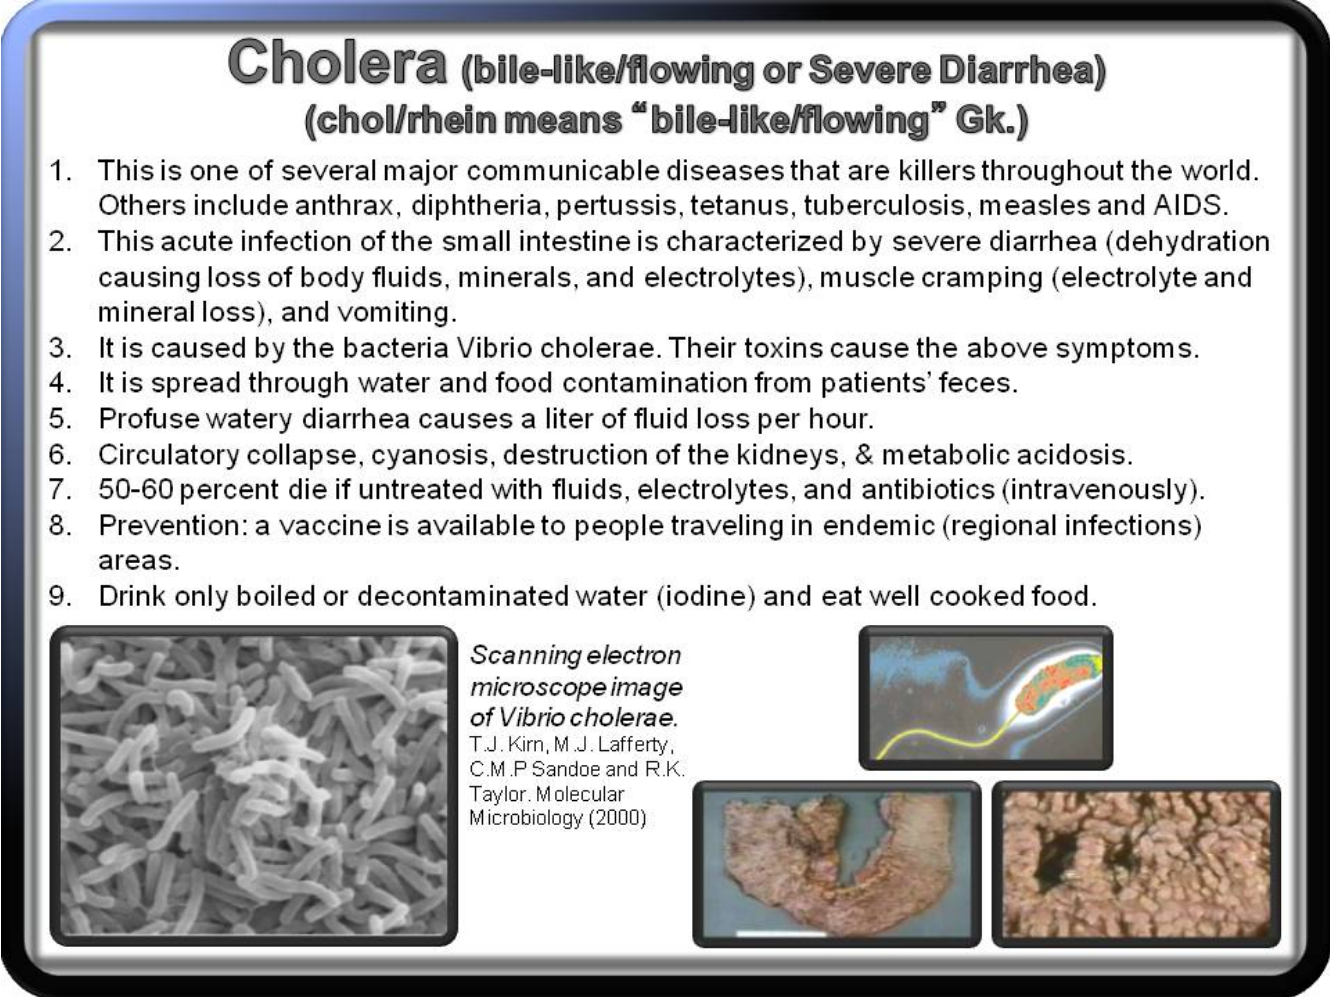 Cholera (bile-like/flowing or Severe Diarrhea)
(chol/rhein means “bile-like/flowing” Gk.)
1. This is one of several major communicable diseases that are killers throughout the world.
Others include anthrax, diphtheria, pertussis, tetanus, tuberculosis, measles and AIDS.
2. This acute infection of the small intestine is characterized by severe diarrhea (dehydration
causing loss of body fluids, minerals, and electrolytes), muscle cramping (electrolyte and
mineral loss), and vomiting.
3. It is caused by the bacteria Vibrio cholerae. Their toxins cause the above symptoms.
4. It is spread through water and food contamination from patients’ feces.
5. Profuse watery diarrhea causes a liter of fluid loss per hour.
6. Circulatory collapse, cyanosis, destruction of the kidneys, & metabolic acidosis.
7. 50-60 percent die if untreated with fluids, electrolytes, and antibiotics (intravenously).
8. Prevention: a vaccine is available to people traveling in endemic (regional infections)
areas.
9. Drink only boiled or decontaminated water (iodine) and eat well cooked food.
Scanning electron
microscope image
of Vibrio cholerae.
T.J. Kirn, M.J. Lafferty,
C.M.P Sandoe and R.K.
Taylor. Molecular
Microbiology (2000)